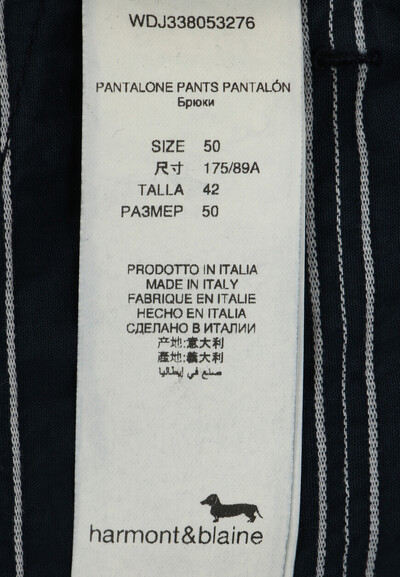 WDJ338053276
PANTALONE PANTS PANTALÓN
Брюки
SIZE 50
尺寸 175/89A
TALLA 42
РАЗМЕР 50
PRODOTTO IN ITALIA
MADE IN ITALY
FABRIQUE EN ITALIE
HECHO EN ITALIA
СДЕЛАНО В ИТАЛИИ
产地:意大利
產地:義大利
صنع في إيطاليا
harmont&blaine